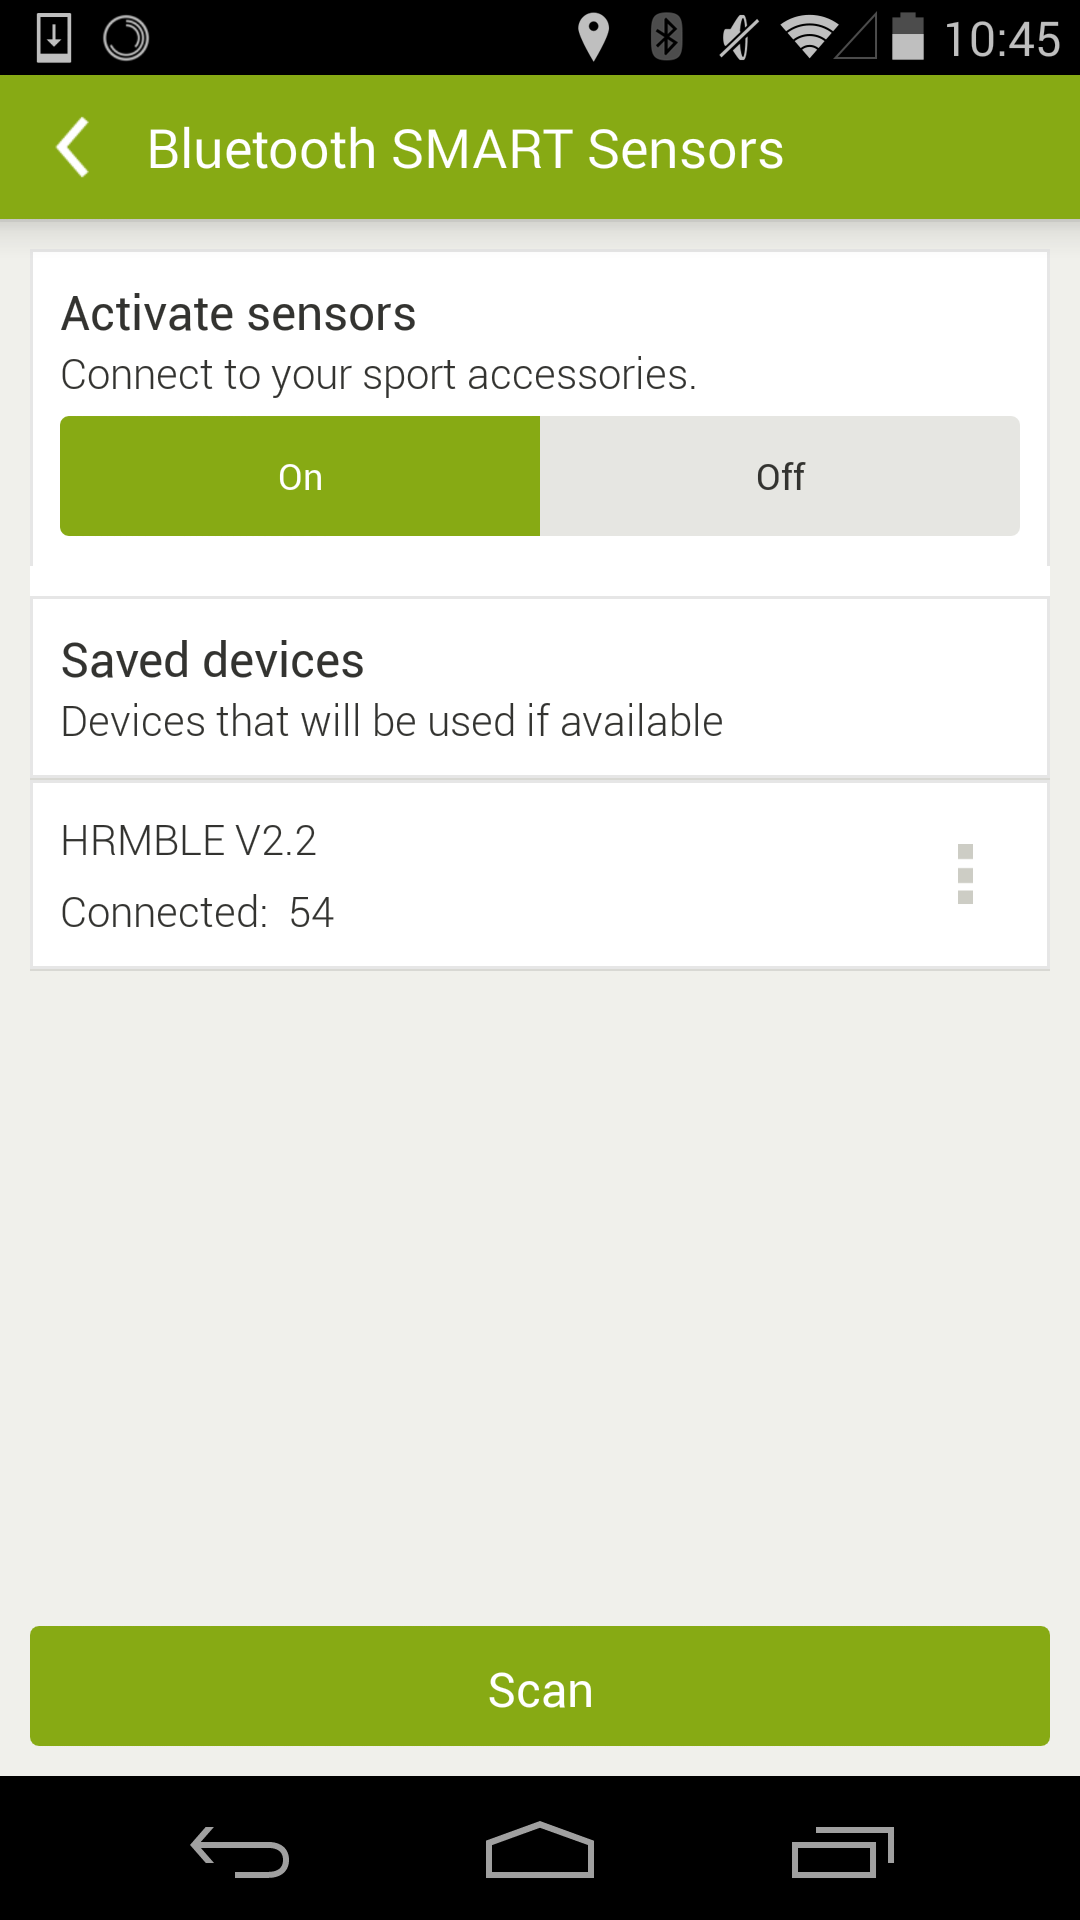 10:45
Bluetooth SMART Sensors
Activate sensors
Connect to your sport accessories.
On
Off
Saved devices
Devices that will be used if available
HRMBLE V2.2
Connected: 54
Scan